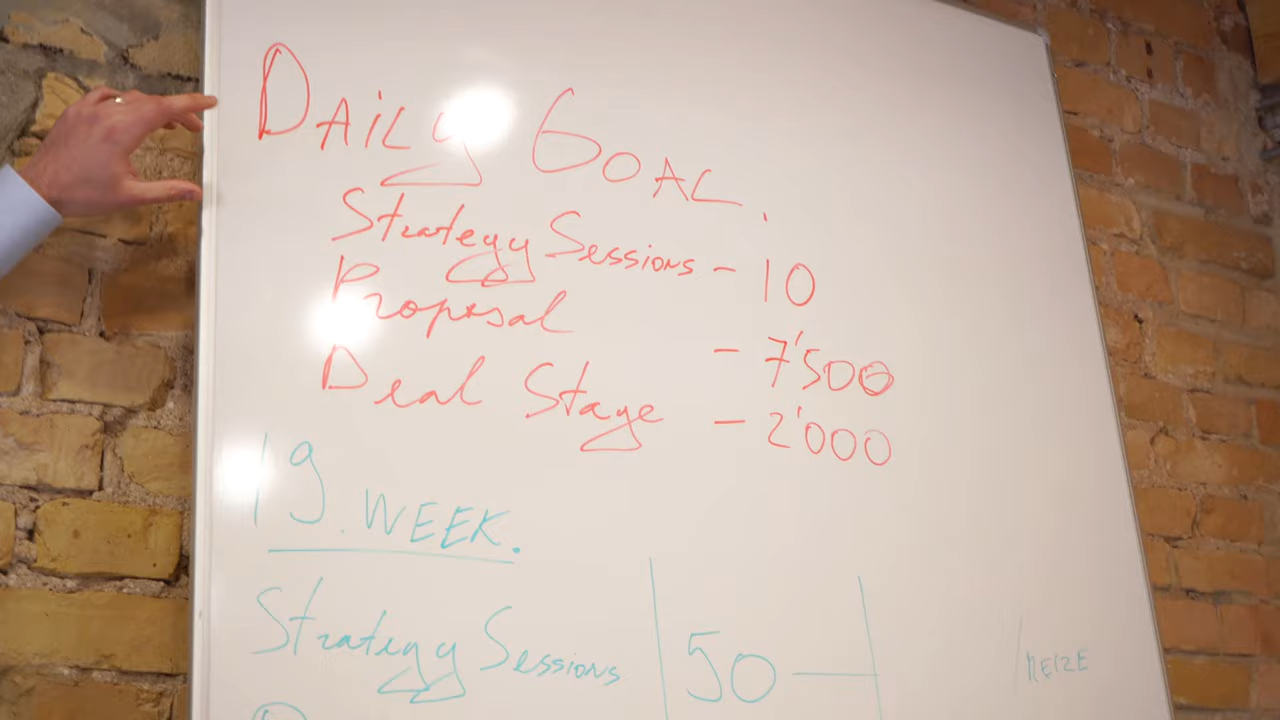 DAiLy GOAL.
Strategy Sessions - 10
Proposal - 7'500
Deal Stage - 2'000
19. WEEK.
Strategy Sessions 50 —